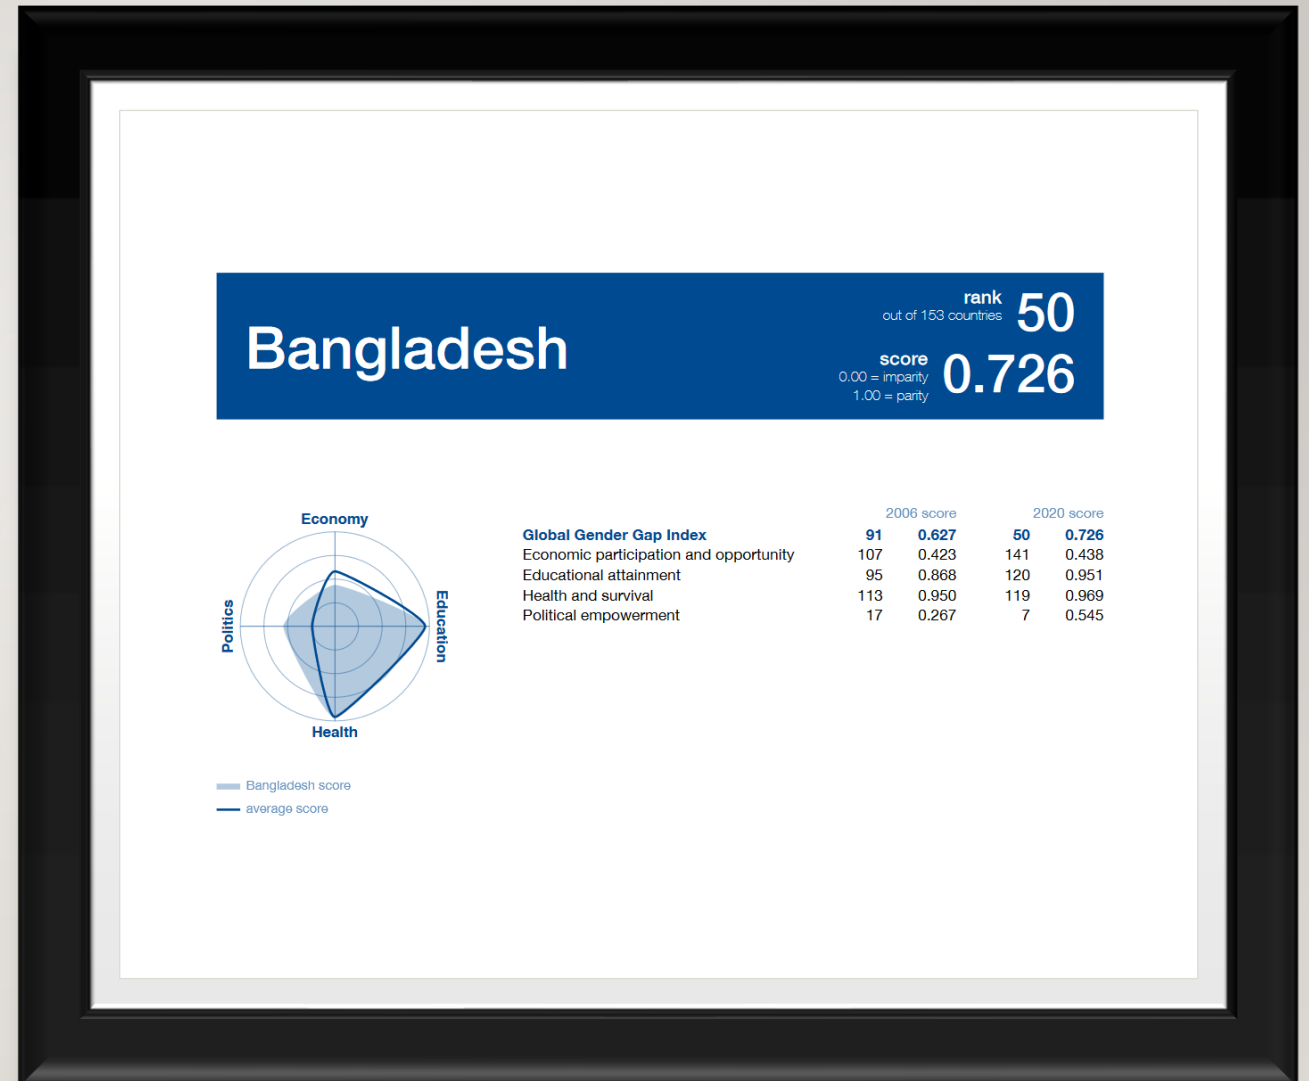 Bangladesh
rank
out of 153 countries
50
score
0.00 = imparity
1.00 = parity
0.726
Economy
Education
Politics
Health
Bangladesh score
average score
2006 score 2020 score
Global Gender Gap Index 91 0.627 50 0.726
Economic participation and opportunity 107 0.423 141 0.438
Educational attainment 95 0.868 120 0.951
Health and survival 113 0.950 119 0.969
Political empowerment 17 0.267 7 0.545